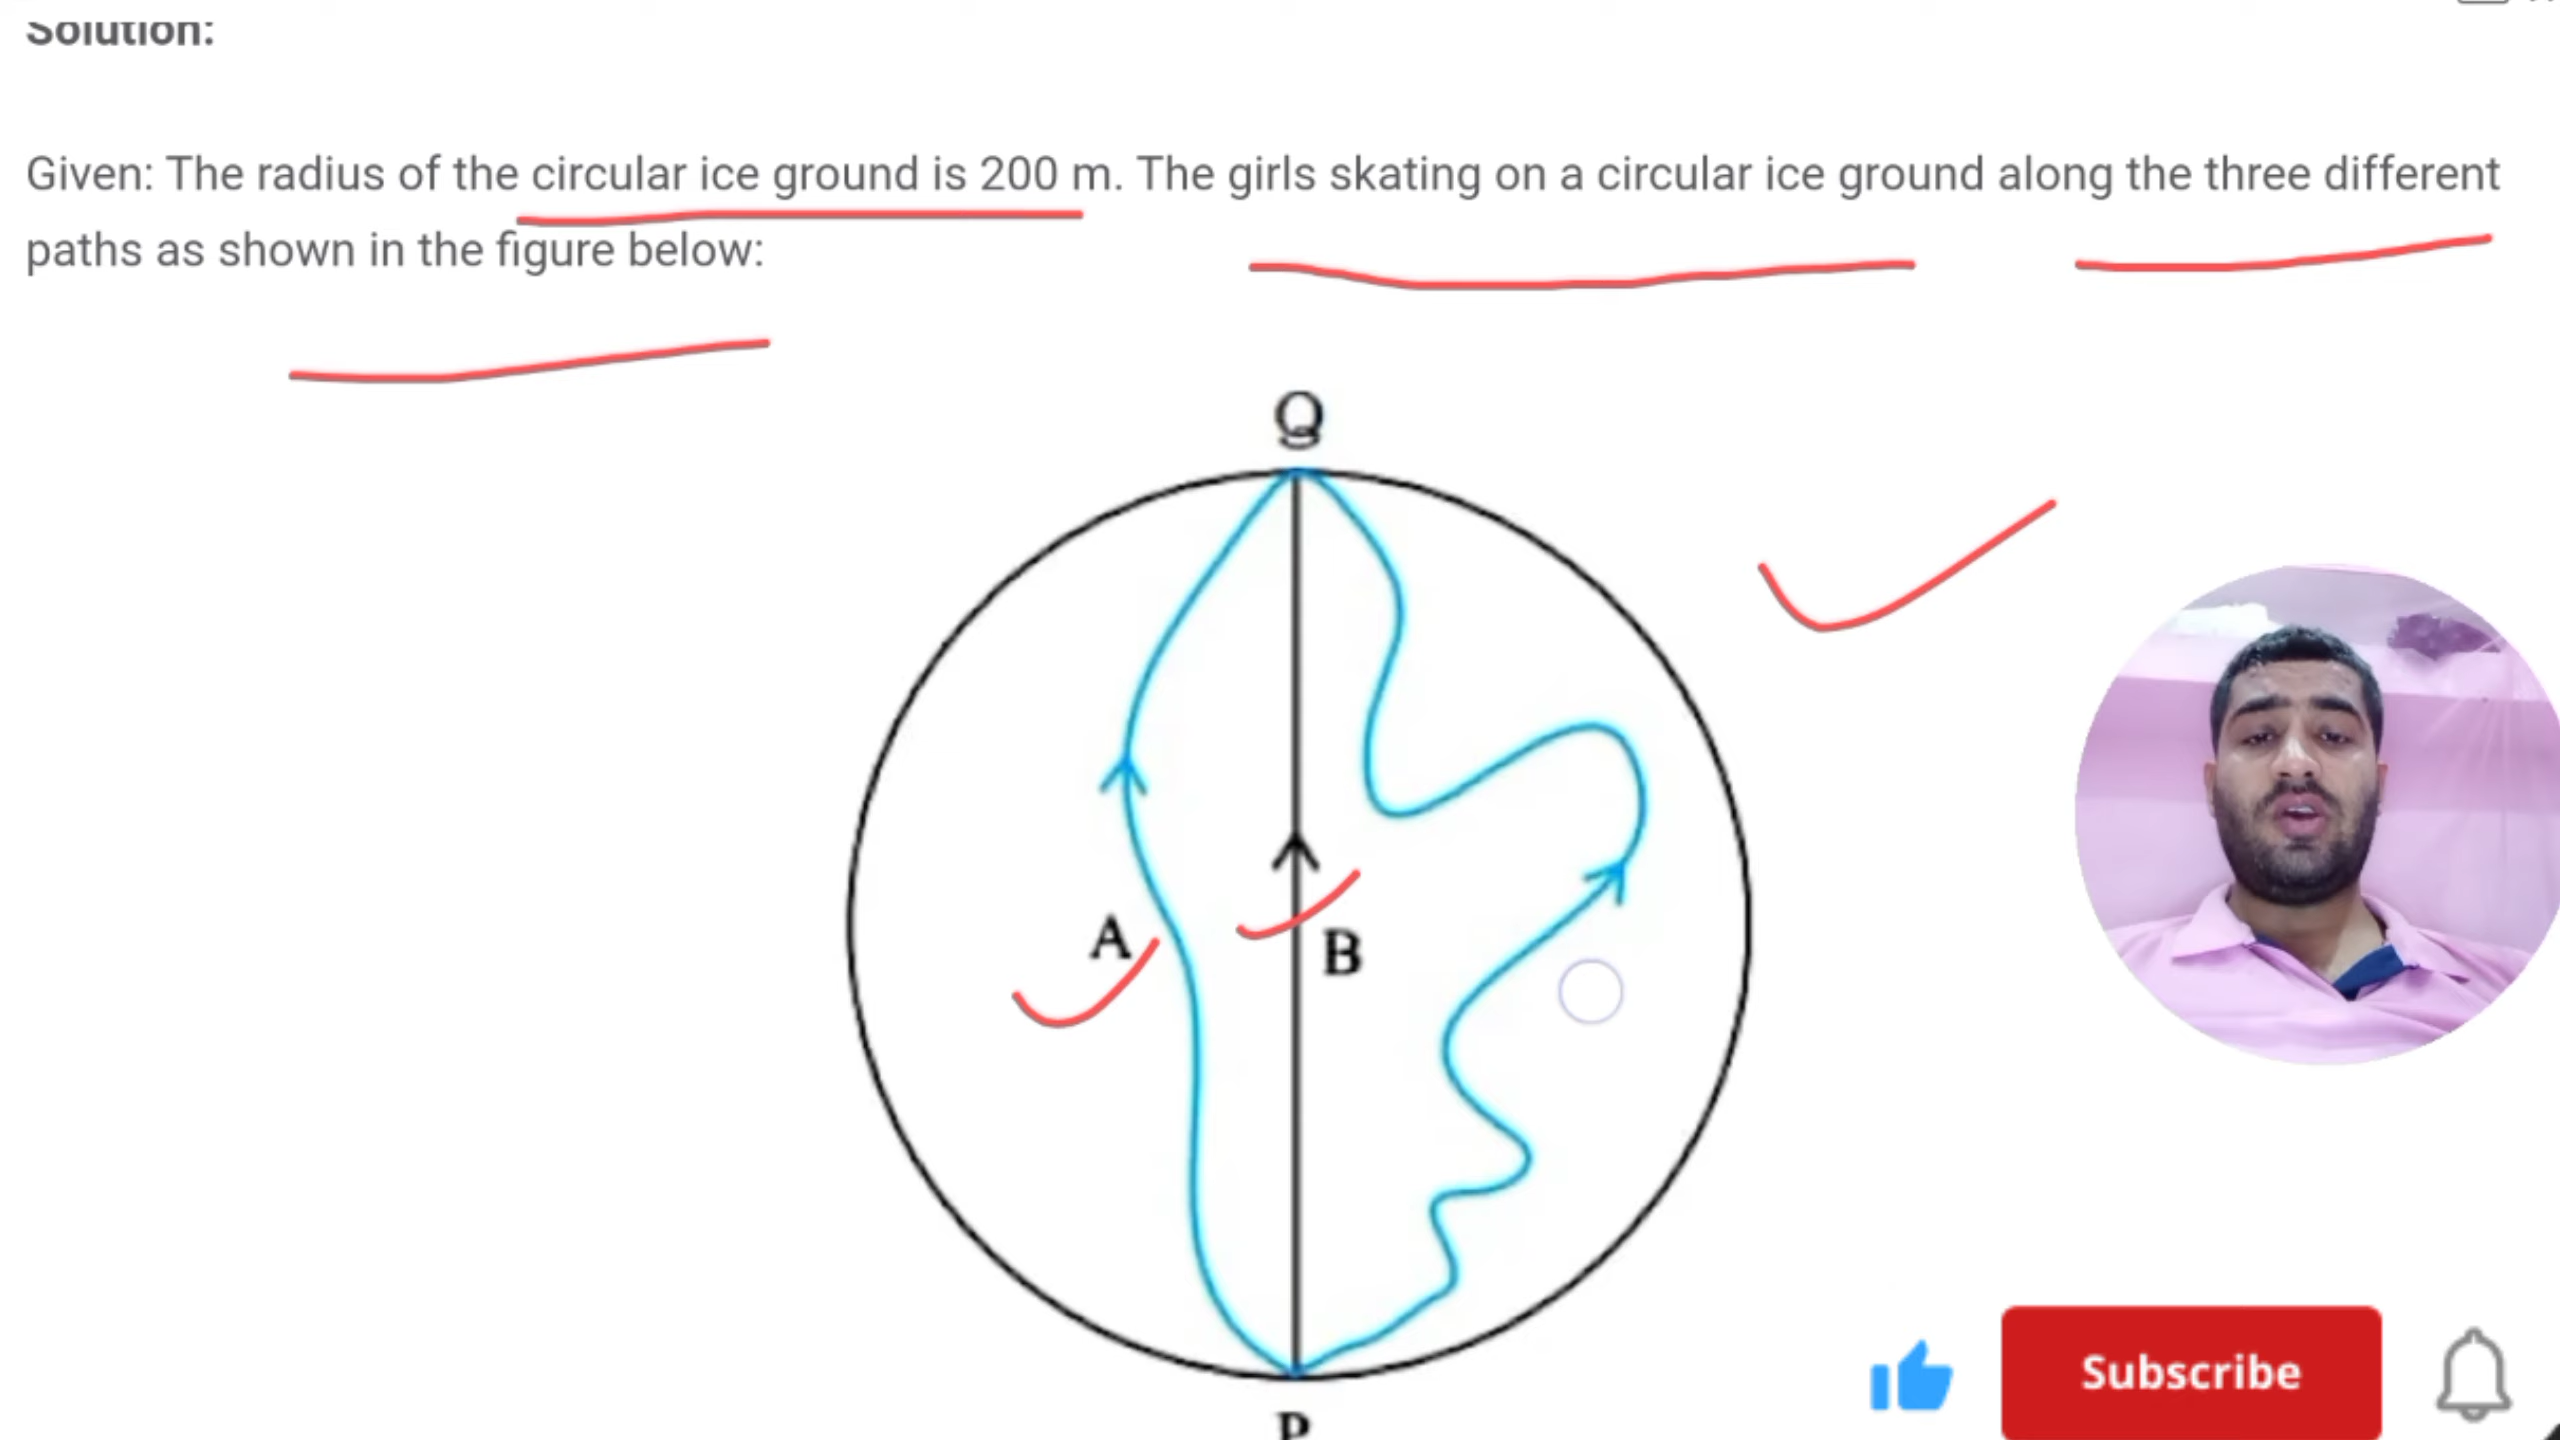 Solution:
Given: The radius of the circular ice ground is 200 m. The girls skating on a circular ice ground along the three different
paths as shown in the figure below:
Q
A
B
P
Subscribe